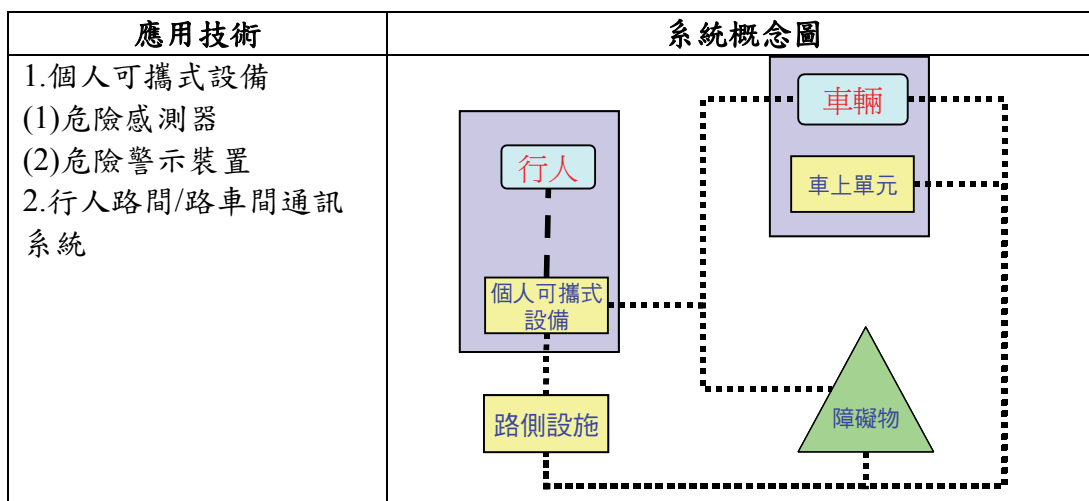 應用技術
系統概念圖
1.個人可攜式設備
(1)危險感測器
(2)危險警示裝置
2.行人路間/路車間通訊
系統
車輛
行人
車上單元
個人可攜式
設備
路側設施
障礙物